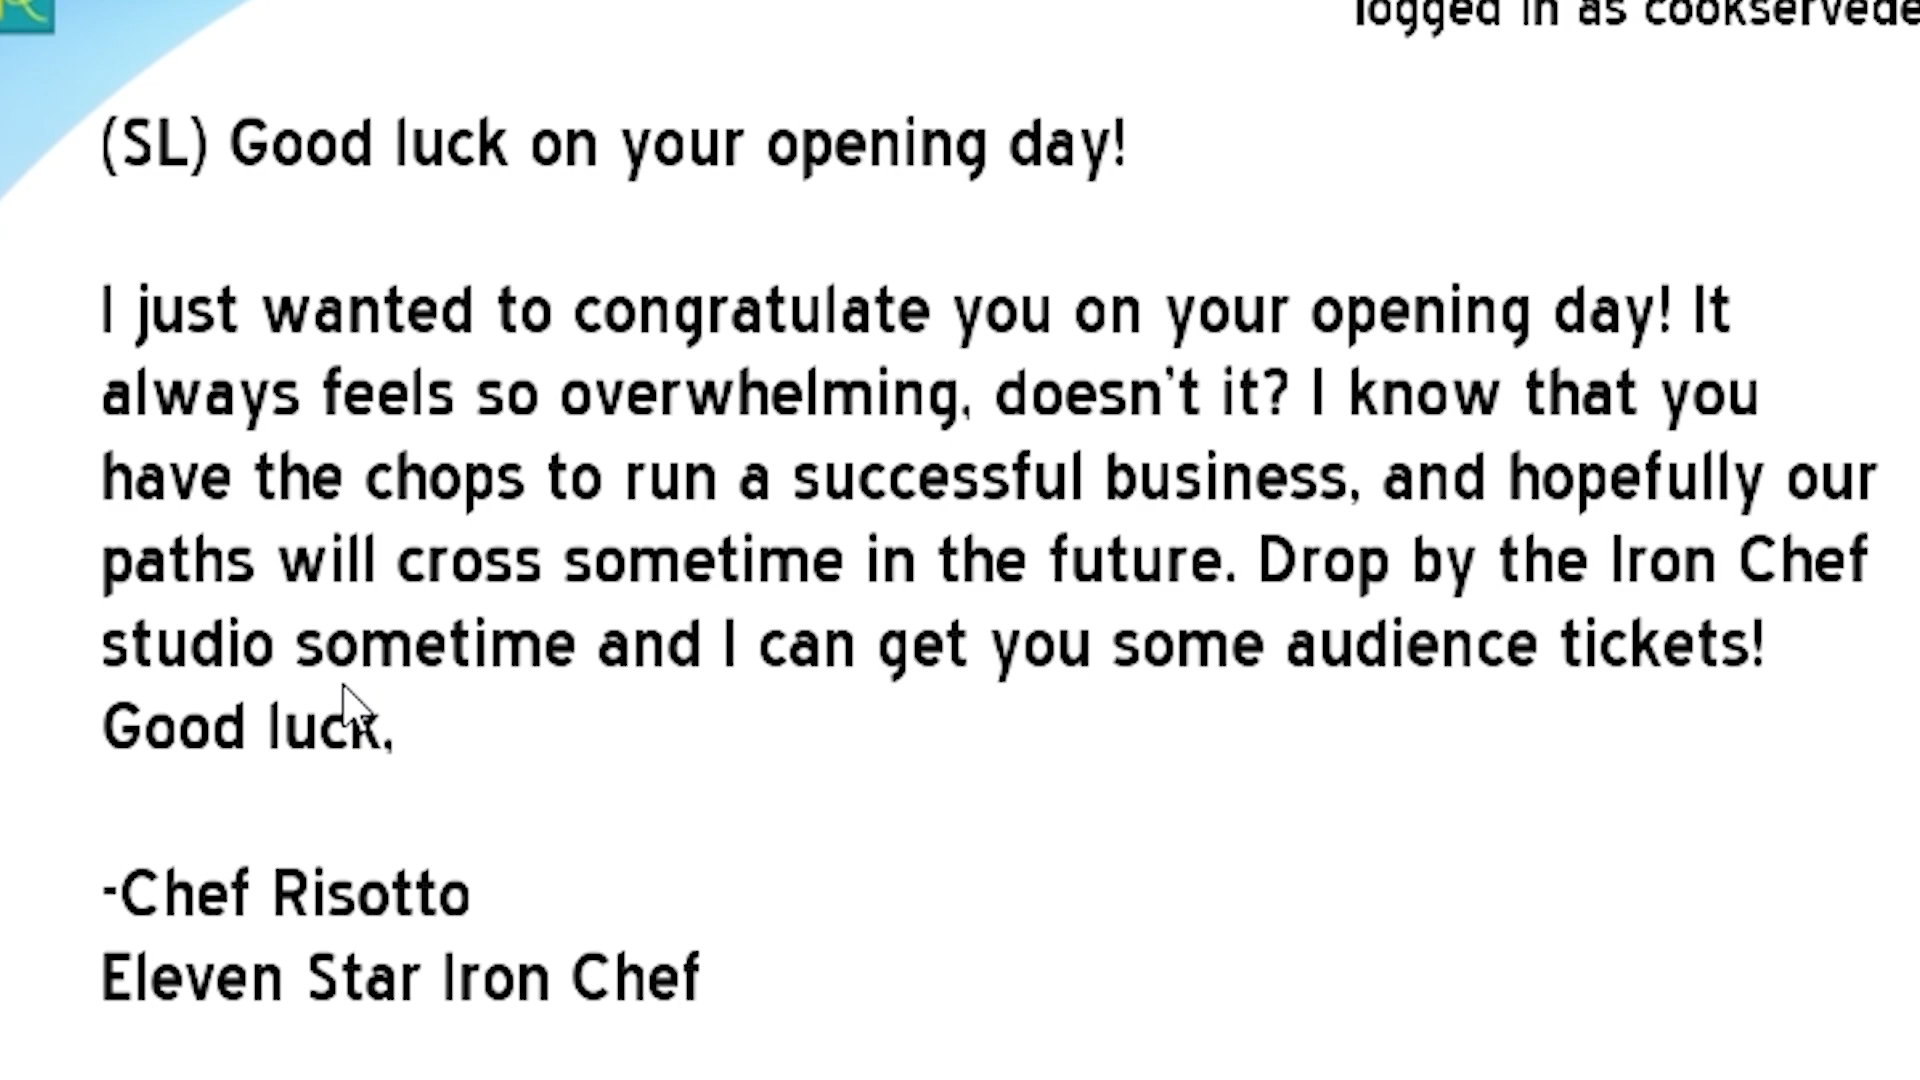 logged in as
(SL) Good luck on your opening day!
I just wanted to congratulate you on your opening day! It
always feels so overwhelming, doesn't it? I know that you
have the chops to run a successful business, and hopefully our
paths will cross sometime in the future. Drop by the Iron Chef
studio sometime and I can get you some audience tickets!
Good luck,
-Chef Risotto
Eleven Star Iron Chef